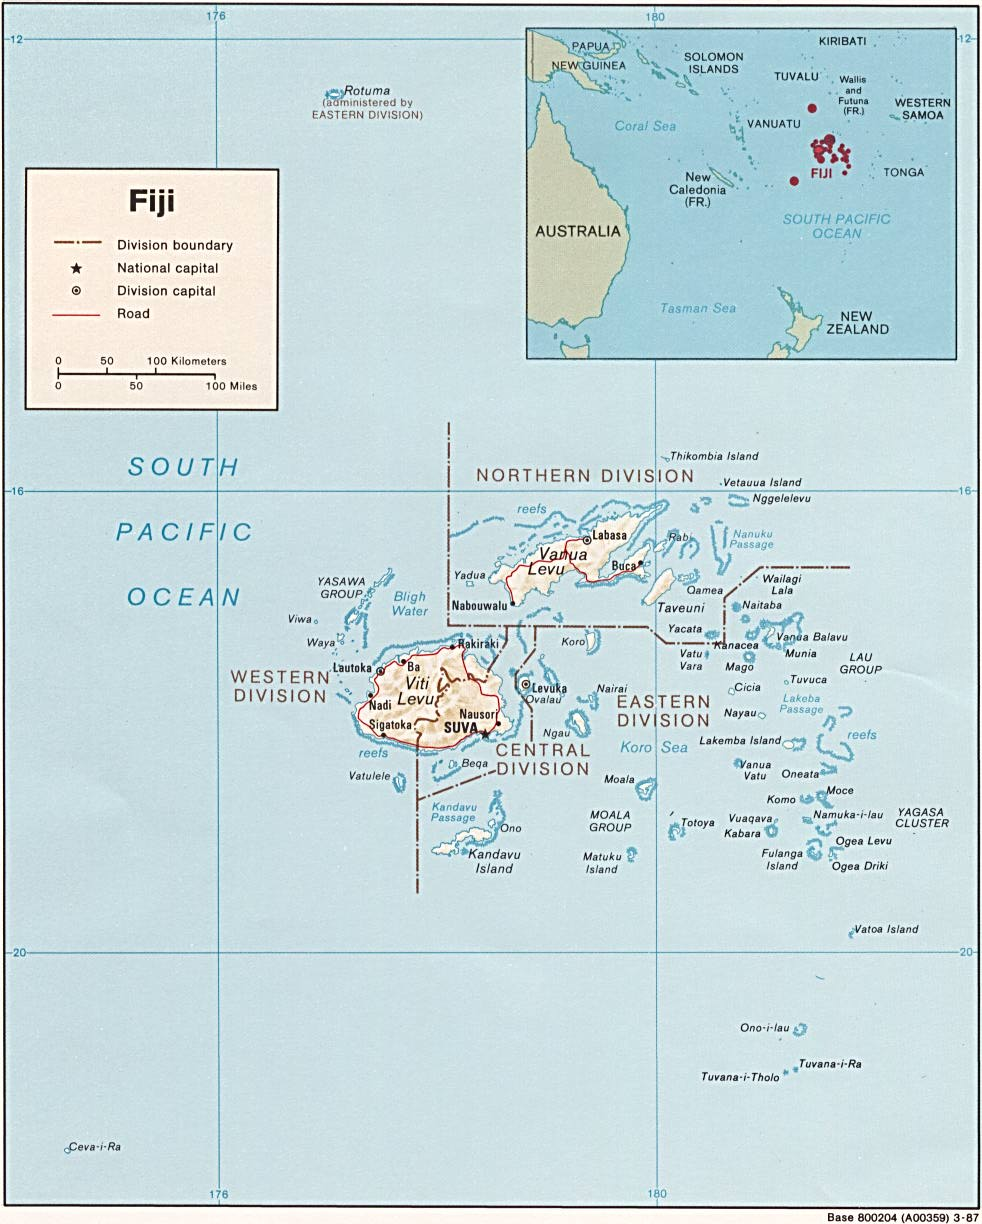 176
180
12
12
Rotuma
(administered by
EASTERN DIVISION)
PAPUA
NEW GUINEA
SOLOMON
ISLANDS
KIRIBATI
TUVALU
Wallis
and
Futuna
(FR.)
WESTERN
SAMOA
Coral Sea
VANUATU
New
Caledonia
(FR.)
FIJI
TONGA
SOUTH PACIFIC
OCEAN
AUSTRALIA
Tasman Sea
NEW
ZEALAND
Fiji
Division boundary
National capital
Division capital
Road
0 50 100 Kilometers
0 50 100 Miles
SOUTH
PACIFIC
OCEAN
16
16
NORTHERN DIVISION
Thikombia Island
Vetauua Island
Nggelelevu
reefs
Labasa
Vanua
Levu
Buca
Rabi
Nanuku
Passage
Yadua
Nabouwalu
Qamea
Taveuni
Wailagi
Lala
Naitaba
YASAWA
GROUP
Bligh
Water
Viwa
Waya
Rakiraki
Koro
Yacata
Kanacea
Vanua Balavu
Vatu
Vara
Munia
Mago
LAU
GROUP
WESTERN
DIVISION
Lautoka
Ba
Viti
Levu
Nadi
Sigatoka
Nausori
SUVA
Levuka
Ovalau
Nairai
EASTERN
DIVISION
Cicia
Tuvuca
Lakeba
Passage
Nayau
Ngau
reefs
CENTRAL
DIVISION
Koro Sea
Lakemba Island
reefs
Vatulele
Beqa
Vanua
Vatu
Oneata
Moala
Komo
Moce
Kandavu
Passage
Ono
MOALA
GROUP
Totoya
Vuaqava
Kabara
Namuka-i-lau
YAGASA
CLUSTER
Kandavu
Island
Matuku
Island
Fulanga
Island
Ogea Levu
Ogea Driki
Vatoa Island
20
20
Ono-i-lau
Tuvana-i-Ra
Tuvana-i-Tholo
Ceva-i-Ra
176
180
Base 800204 (A00359) 3-87